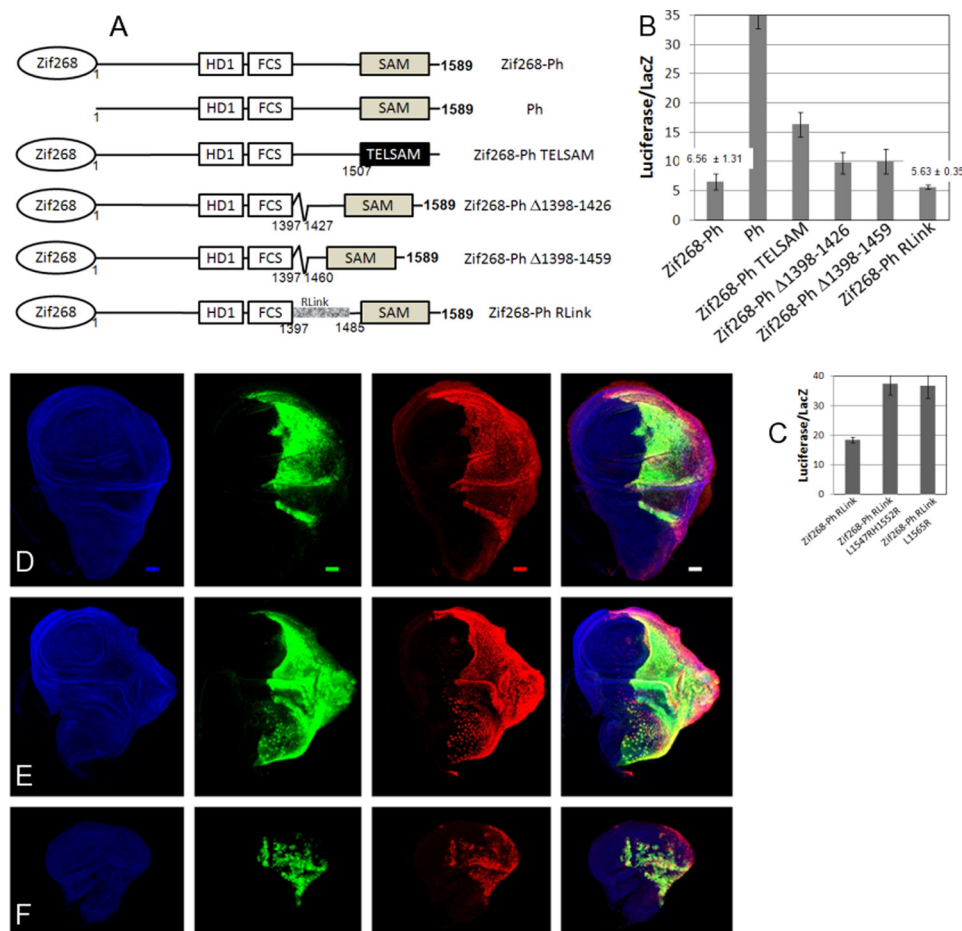 A
Zif268 1 HD1 FCS SAM 1589 Zif268-Ph
1 HD1 FCS SAM 1589 Ph
Zif268 1 HD1 FCS TELSAM 1507 Zif268-Ph TELSAM
Zif268 1 HD1 FCS 1397 1427 SAM 1589 Zif268-Ph Δ1398-1426
Zif268 1 HD1 FCS 1397 1460 SAM 1589 Zif268-Ph Δ1398-1459
Zif268 1 HD1 FCS RLink 1397 1485 SAM 1589 Zif268-Ph RLink
B
Luciferase/LacZ
35
30
25
20
15
10
5
0
6.56 ± 1.31
5.63 ± 0.35
Zif268-Ph
Ph
Zif268-Ph TELSAM
Zif268-Ph Δ1398-1426
Zif268-Ph Δ1398-1459
Zif268-Ph RLink
C
Luciferase/LacZ
40
30
20
10
0
Zif268-Ph RLink
Zif268-Ph RLink
L1547RH1552R
Zif268-Ph RLink
L1565R
D
E
F